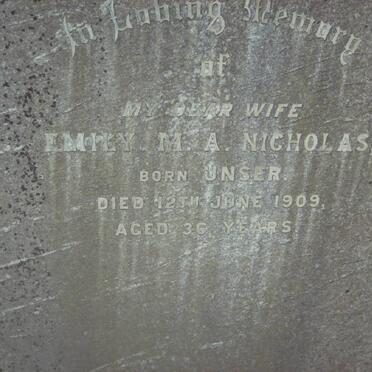 In Loving Memory
of
MY DEAR WIFE
EMILY. M. A. NICHOLAS,
BORN UNSER.
DIED 12TH JUNE 1909,
AGED 36, YEARS.